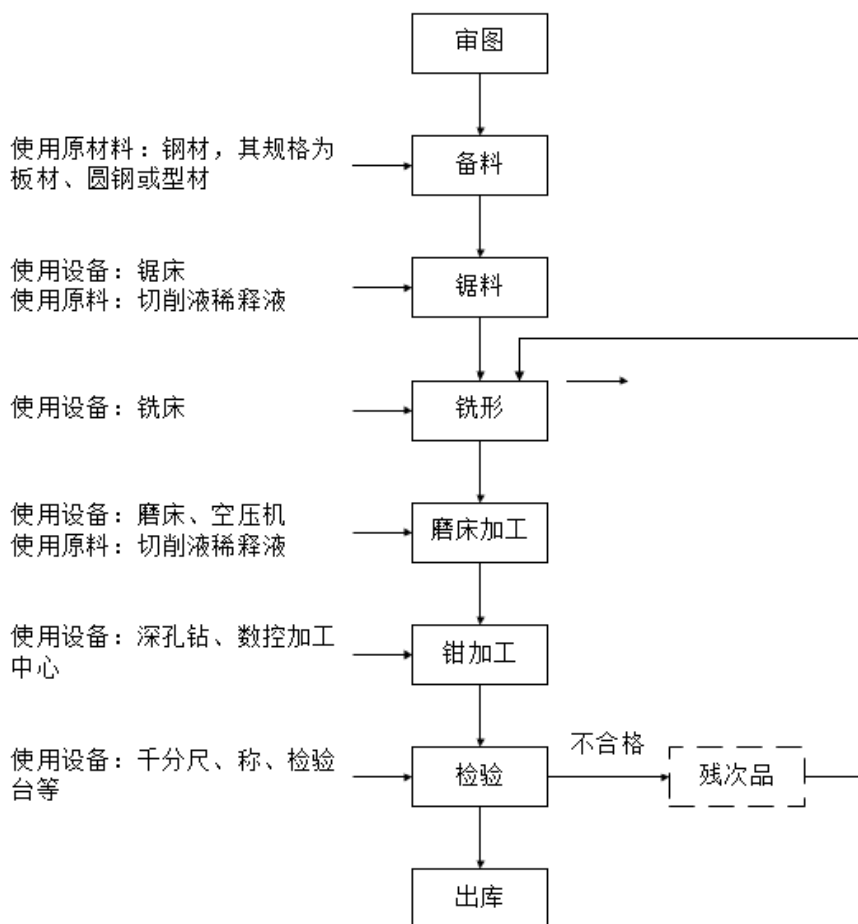 审图
使用原材料：钢材，其规格为
板材、圆钢或型材
备料
使用设备：锯床
使用原料：切削液稀释液
锯料
使用设备：铣床
铣形
使用设备：磨床、空压机
使用原料：切削液稀释液
磨床加工
使用设备：深孔钻、数控加工
中心
钳加工
使用设备：千分尺、称、检验
台等
检验
不合格
残次品
出库